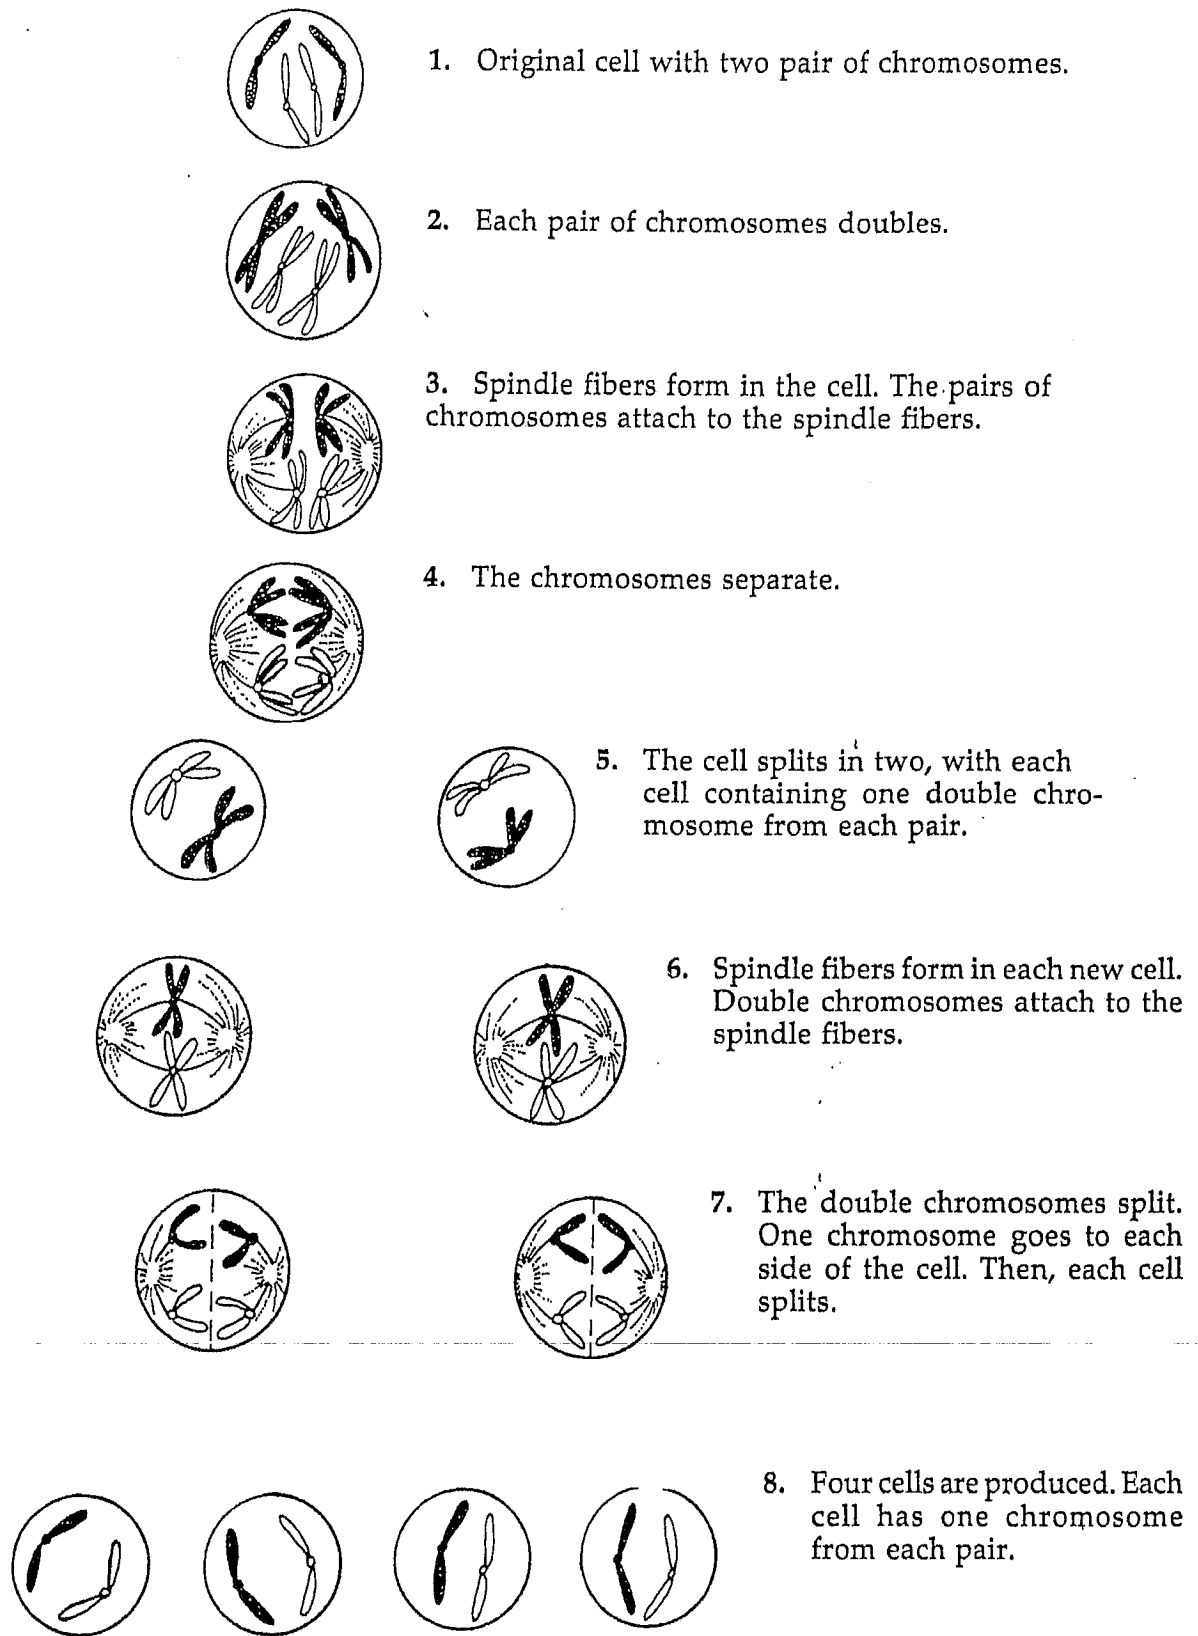 1. Original cell with two pair of chromosomes.
2. Each pair of chromosomes doubles.
3. Spindle fibers form in the cell. The pairs of
chromosomes attach to the spindle fibers.
4. The chromosomes separate.
5. The cell splits in two, with each
cell containing one double chro-
mosome from each pair.
6. Spindle fibers form in each new cell.
Double chromosomes attach to the
spindle fibers.
7. The double chromosomes split.
One chromosome goes to each
side of the cell. Then, each cell
splits.
8. Four cells are produced. Each
cell has one chromosome
from each pair.